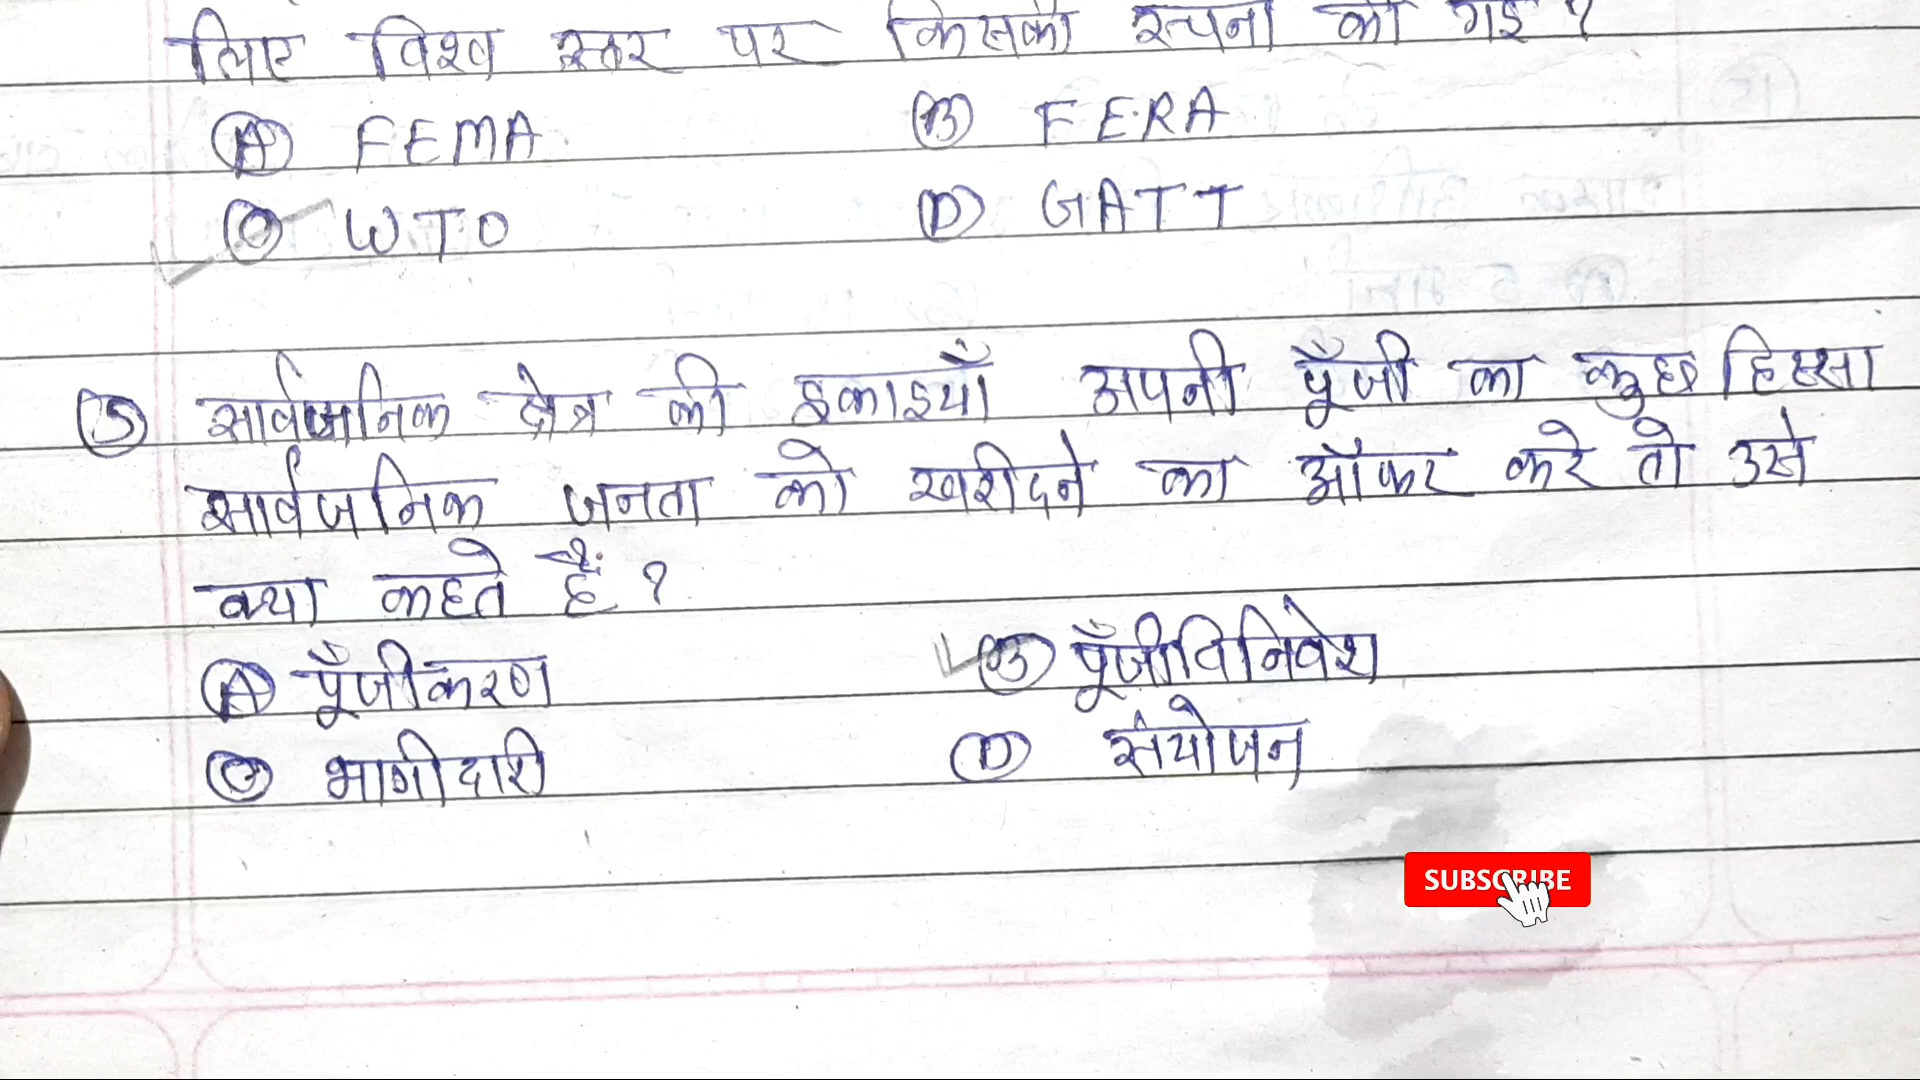 लिए विश्व स्तर पर किसकी रचना की गई ?
(A) FEMA (B) FERA
(C) WTO (D) GATT
(5) सार्वजनिक क्षेत्र की इकाइयाँ अपनी पूँजी का कुछ हिस्सा
सार्वजनिक जनता को खरीदने का ऑफर करे तो उसे
क्या कहते हैं ?
(A) पूँजीकरण (B) पूँजीविनिवेश
(C) भागीदारी (D) संयोजन
SUBSCRIBE